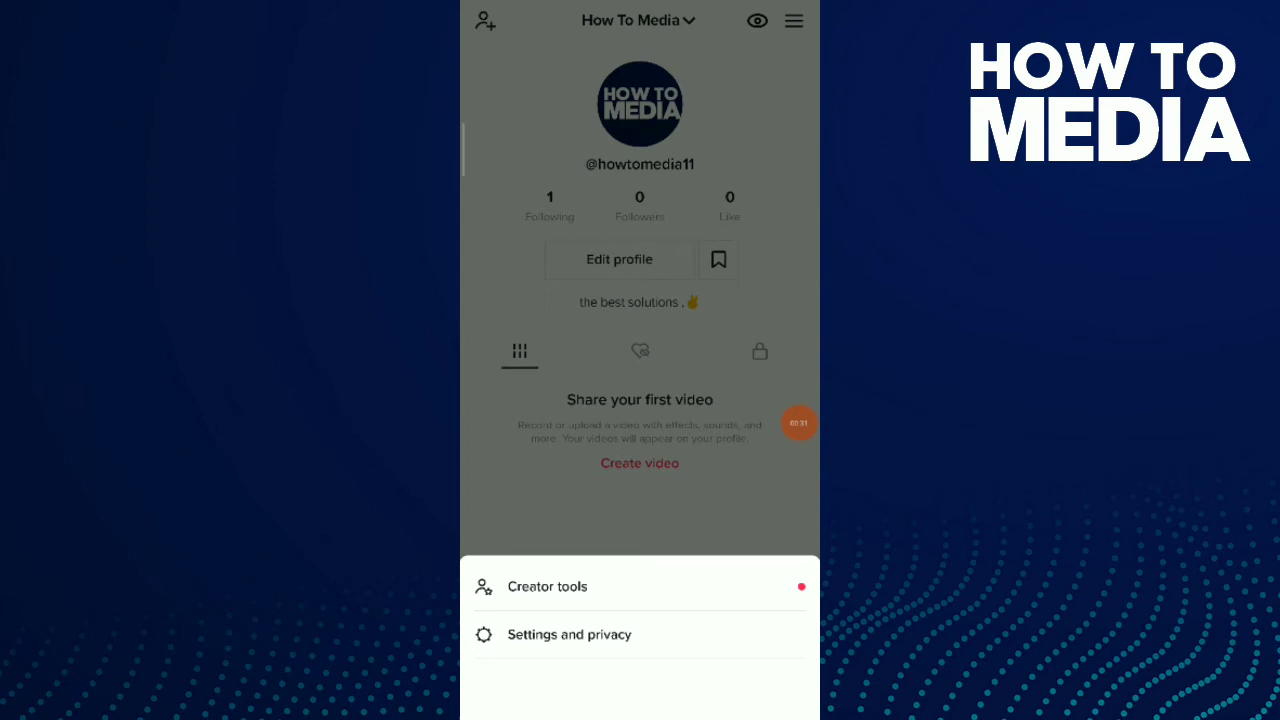 How To Media
HOW TO
MEDIA
@howtomedia11
1
0
0
Following
Followers
Like
Edit profile
the best solutions .✌
Share your first video
Record or upload a video with effects, sounds, and
more. Your videos will appear on your profile.
Create video
00:31
Creator tools
Settings and privacy
HOW TO
MEDIA